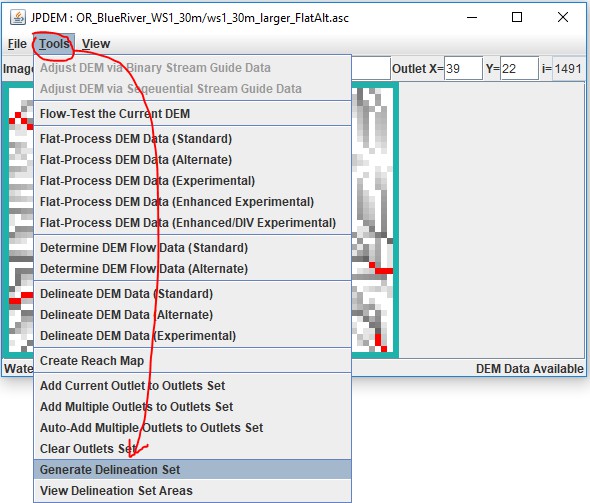 JPDEM : OR_BlueRiver_WS1_30m/ws1_30m_larger_FlatAlt.asc
File Tools View
Adjust DEM via Binary Stream Guide Data
Image Outlet X= 39 Y= 22 i= 1491
Adjust DEM via Seqeuential Stream Guide Data
Flow-Test the Current DEM
Flat-Process DEM Data (Standard)
Flat-Process DEM Data (Alternate)
Flat-Process DEM Data (Experimental)
Flat-Process DEM Data (Enhanced Experimental)
Flat-Process DEM Data (Enhanced/DIV Experimental)
Determine DEM Flow Data (Standard)
Determine DEM Flow Data (Alternate)
Delineate DEM Data (Standard)
Delineate DEM Data (Alternate)
Delineate DEM Data (Experimental)
Create Reach Map
Wate DEM Data Available
Add Current Outlet to Outlets Set
Add Multiple Outlets to Outlets Set
Auto-Add Multiple Outlets to Outlets Set
Clear Outlets Set
Generate Delineation Set
View Delineation Set Areas